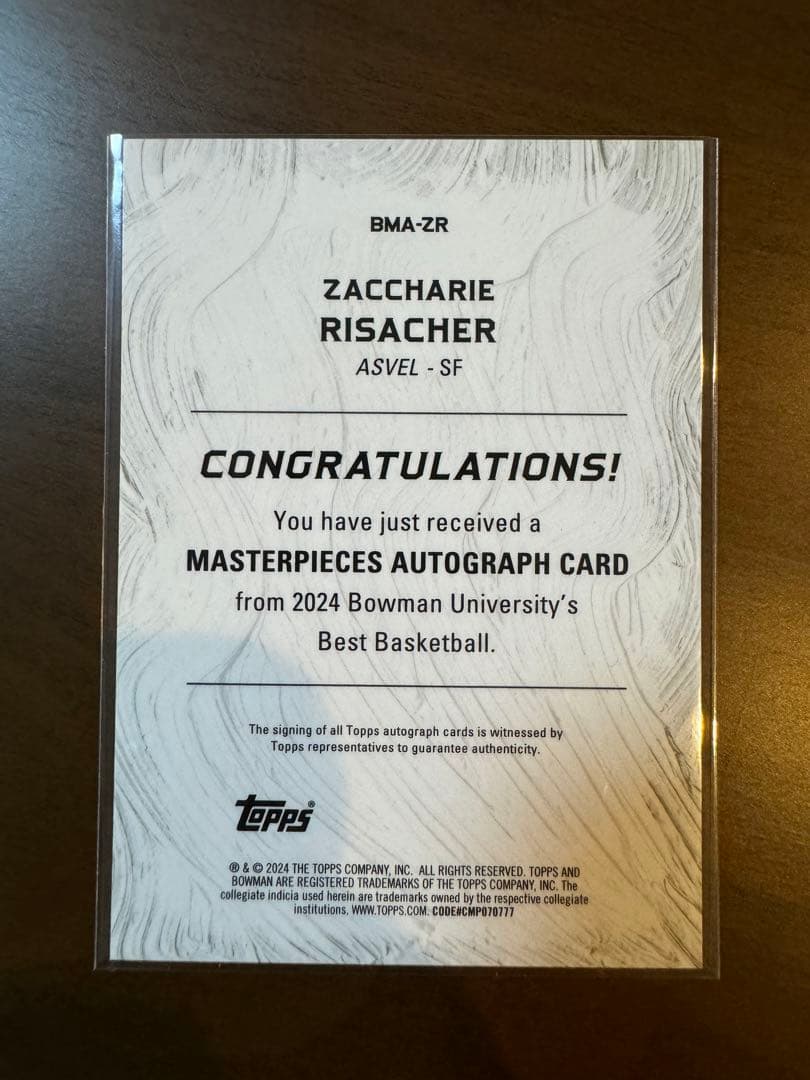 BMA-ZR
ZACCHARIE
RISACHER
ASVEL - SF
CONGRATULATIONS!
You have just received a
MASTERPIECES AUTOGRAPH CARD
from 2024 Bowman University's
Best Basketball.
The signing of all Topps autograph cards is witnessed by
Topps representatives to guarantee authenticity.
topps®
® & © 2024 THE TOPPS COMPANY, INC. ALL RIGHTS RESERVED. TOPPS AND
BOWMAN ARE REGISTERED TRADEMARKS OF THE TOPPS COMPANY, INC. The
collegiate indicia used herein are trademarks owned by the respective collegiate
institutions. WWW.TOPPS.COM. CODE#CMP070777